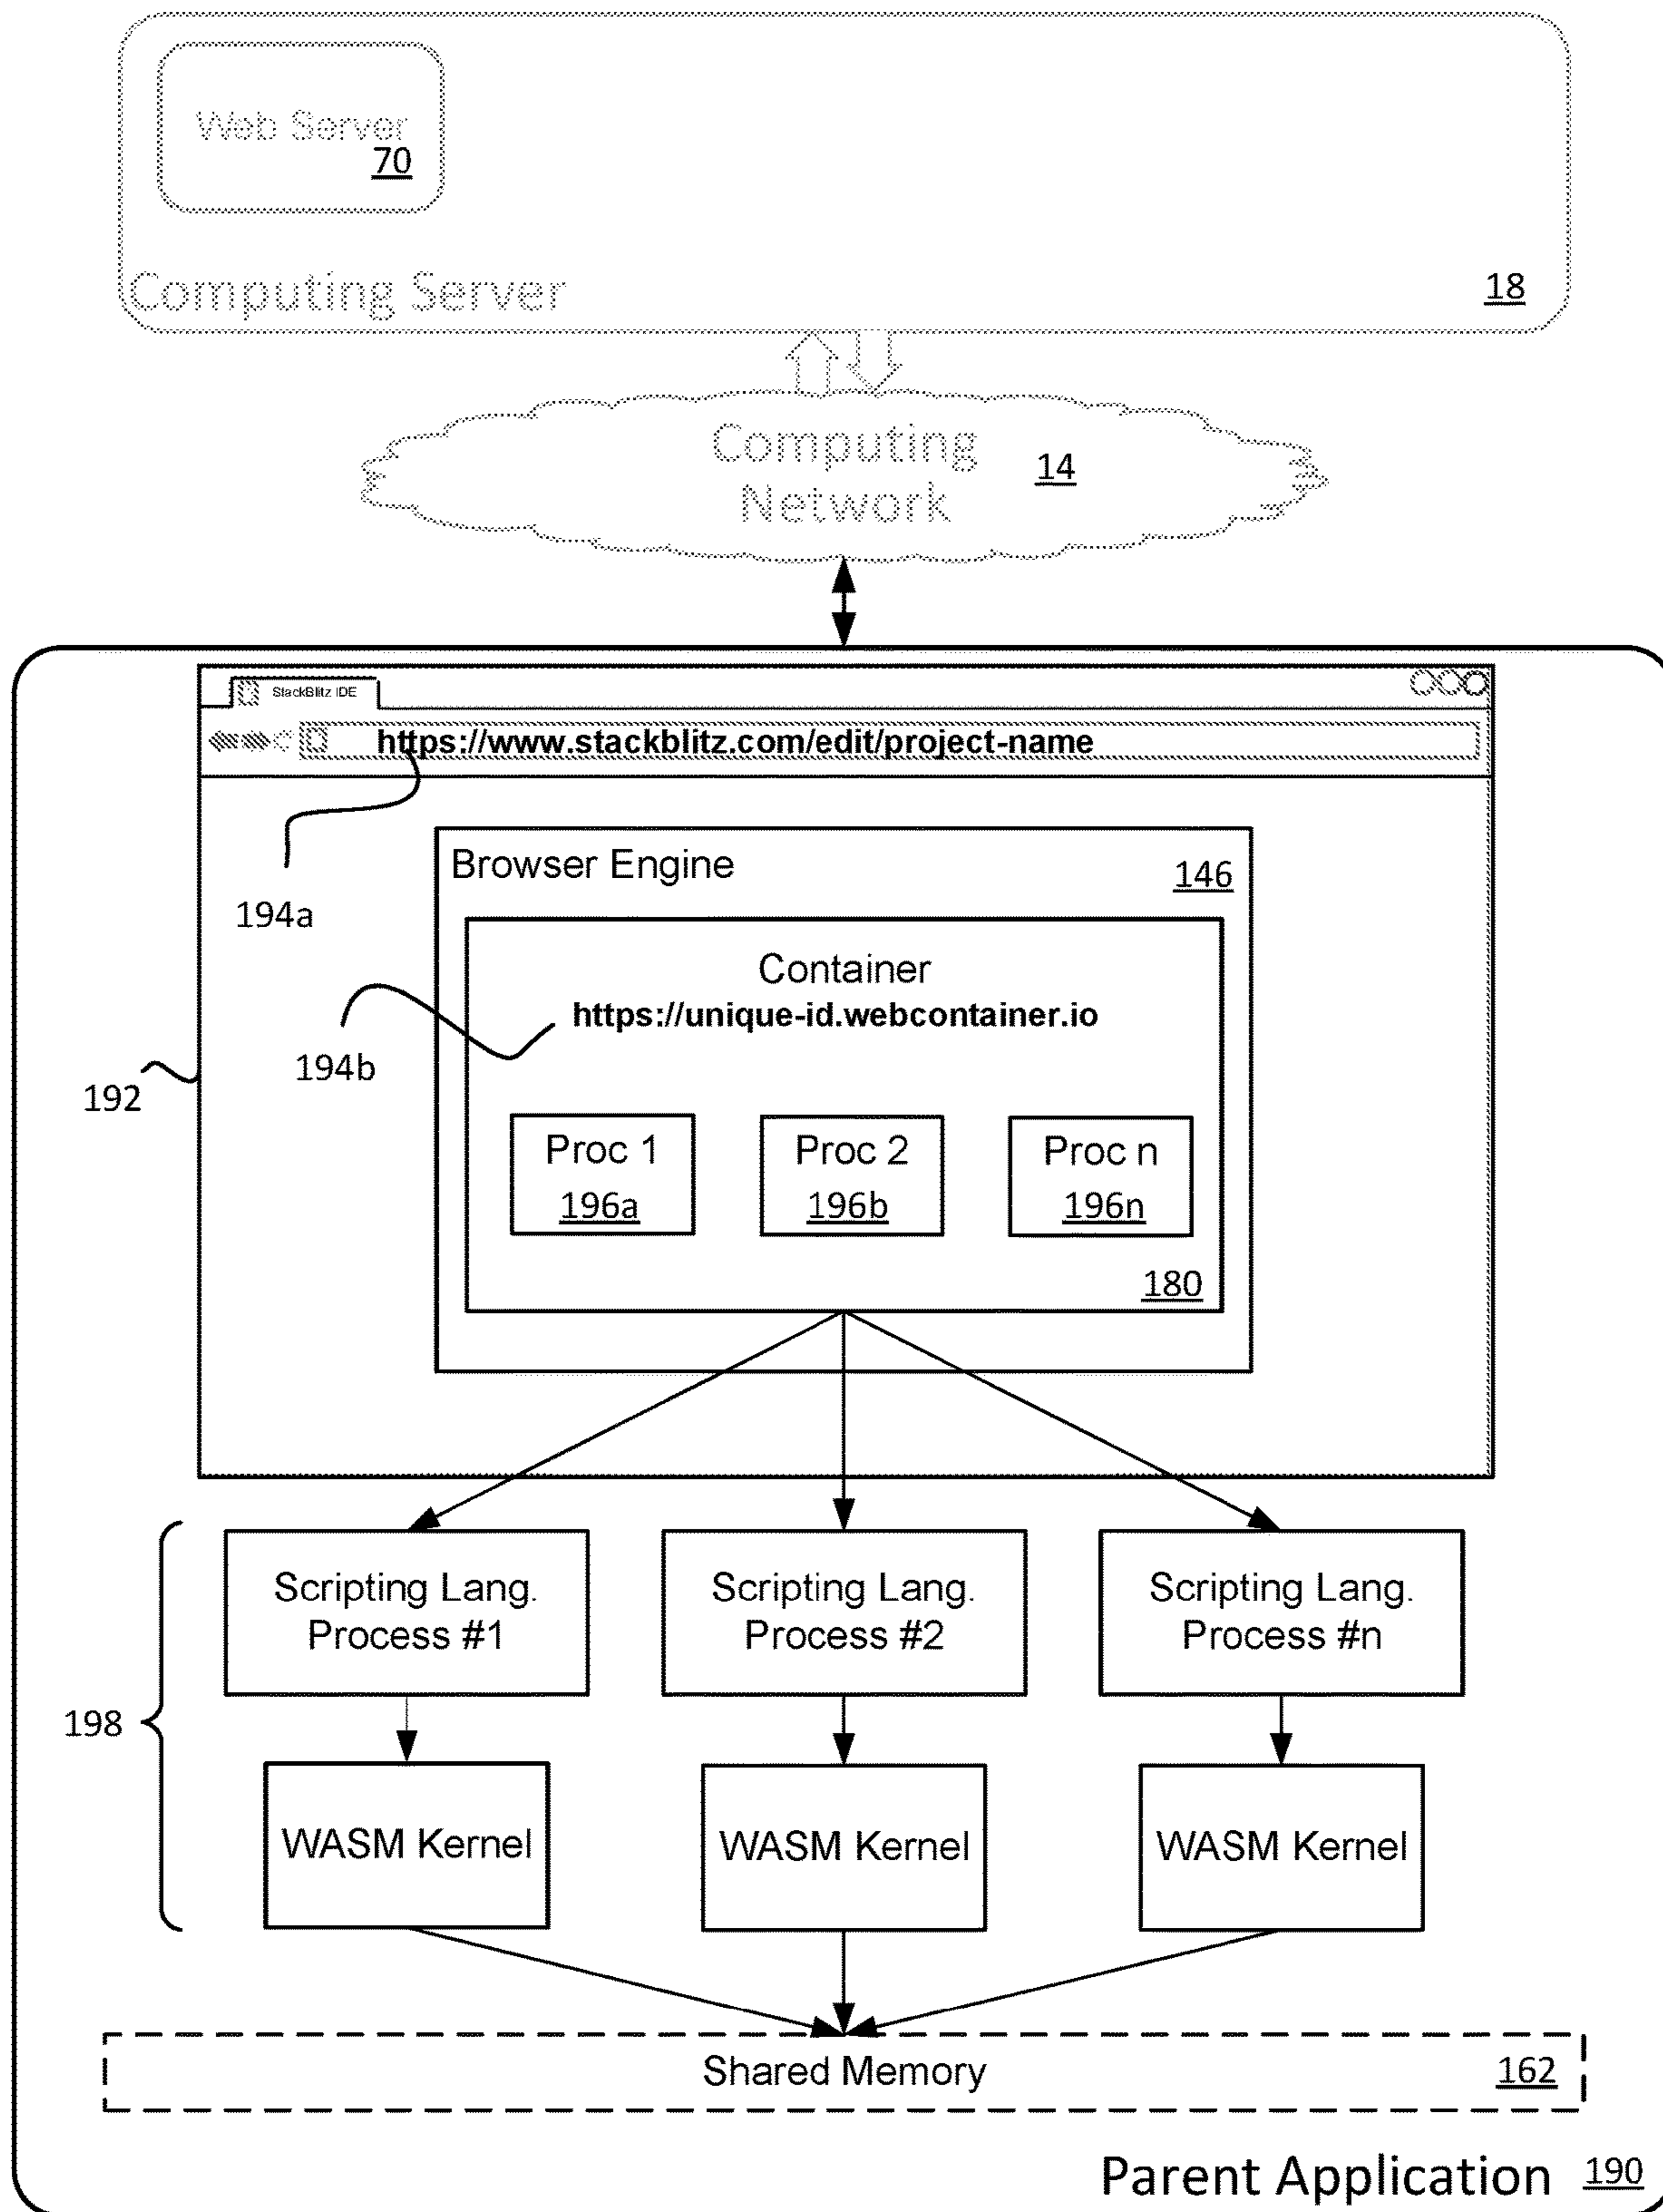 Web Server
70
Computing Server
18
Computing
Network
14
StackBlitz IDE
https://www.stackblitz.com/edit/project-name
Browser Engine
146
194a
Container
https://unique-id.webcontainer.io
194b
192
Proc 1
196a
Proc 2
196b
Proc n
196n
180
Scripting Lang.
Process #1
Scripting Lang.
Process #2
Scripting Lang.
Process #n
198
WASM Kernel
WASM Kernel
WASM Kernel
Shared Memory
162
Parent Application
190